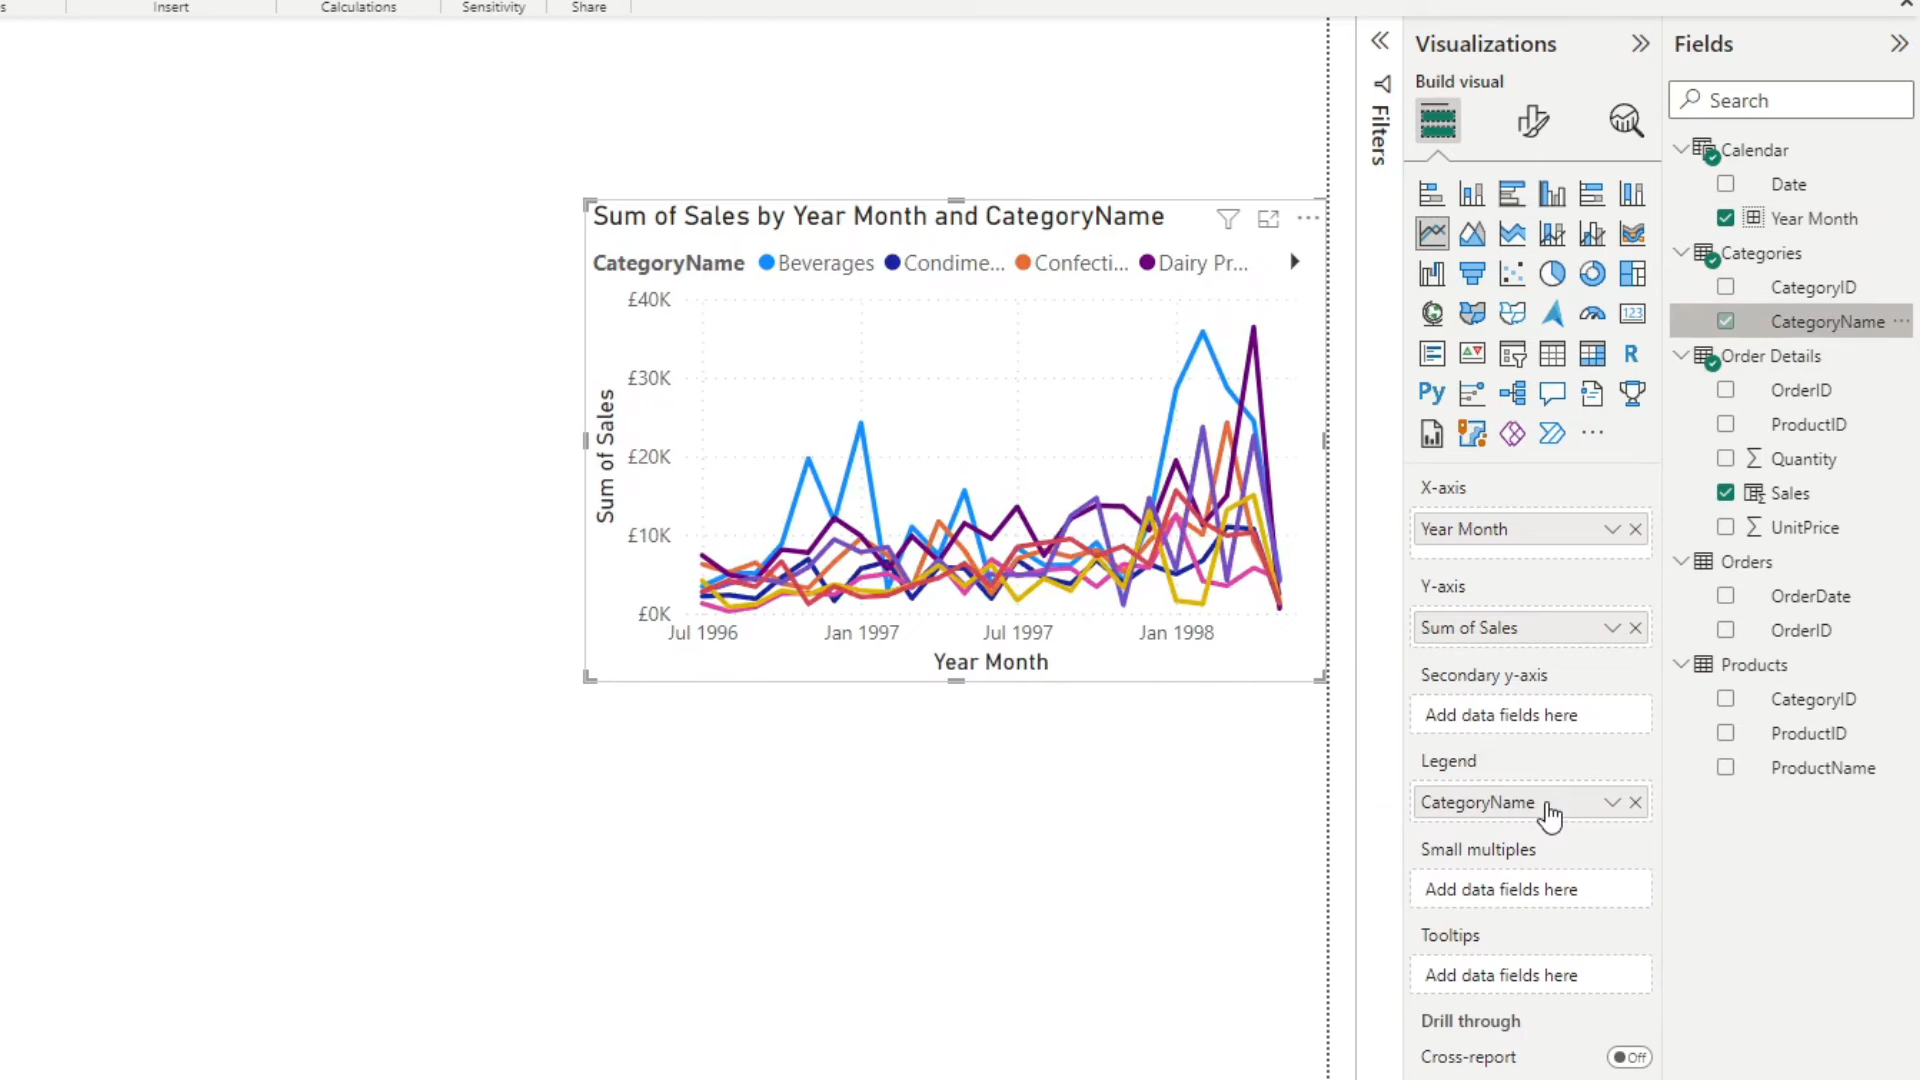 s
Insert
Calculations
Sensitivity
Share
Sum of Sales by Year Month and CategoryName
CategoryName
Beverages
Condime...
Confecti...
Dairy Pr...
£40K
£30K
£20K
£10K
£0K
Sum of Sales
Jul 1996
Jan 1997
Jul 1997
Jan 1998
Year Month
Filters
Visualizations
Build visual
123
R
Py
...
X-axis
Year Month
Y-axis
Sum of Sales
Secondary y-axis
Add data fields here
Legend
CategoryName
Small multiples
Add data fields here
Tooltips
Add data fields here
Drill through
Cross-report
Off
Fields
Search
Calendar
Date
Year Month
Categories
CategoryID
CategoryName ...
Order Details
OrderID
ProductID
Quantity
Sales
UnitPrice
Orders
OrderDate
OrderID
Products
CategoryID
ProductID
ProductName